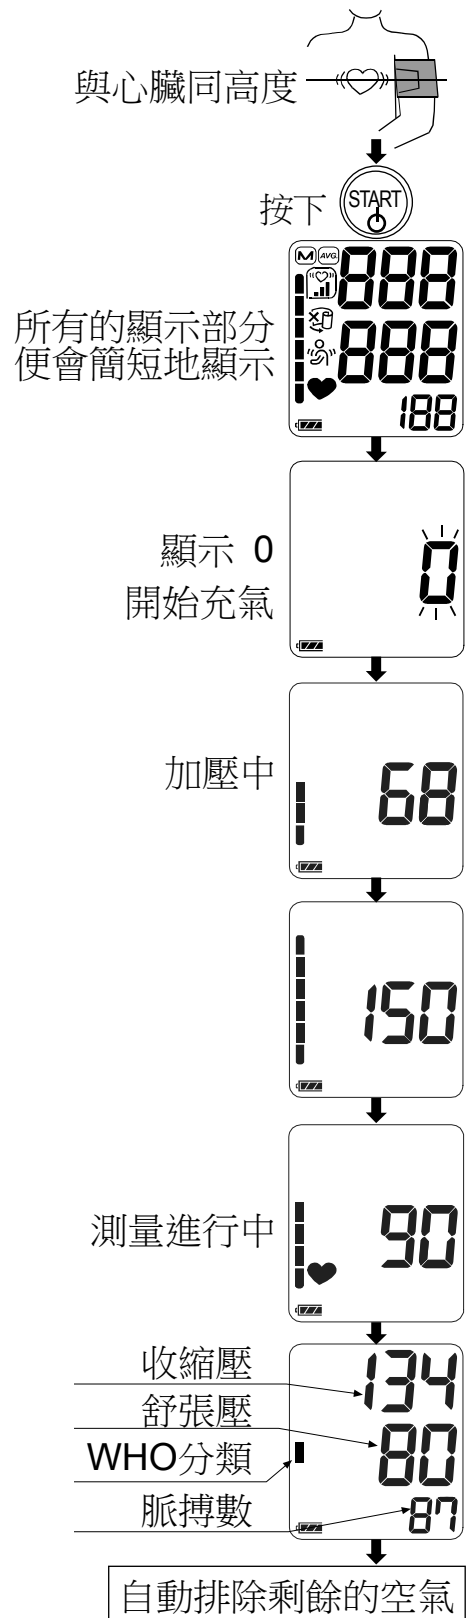 與心臟同高度
按下 START
M AVG. 888
所有的顯示部分
便會簡短地顯示
888
188
顯示 0
開始充氣
0
加壓中
68
150
測量進行中
90
收縮壓
134
舒張壓
80
WHO分類
脈搏數
87
自動排除剩餘的空氣